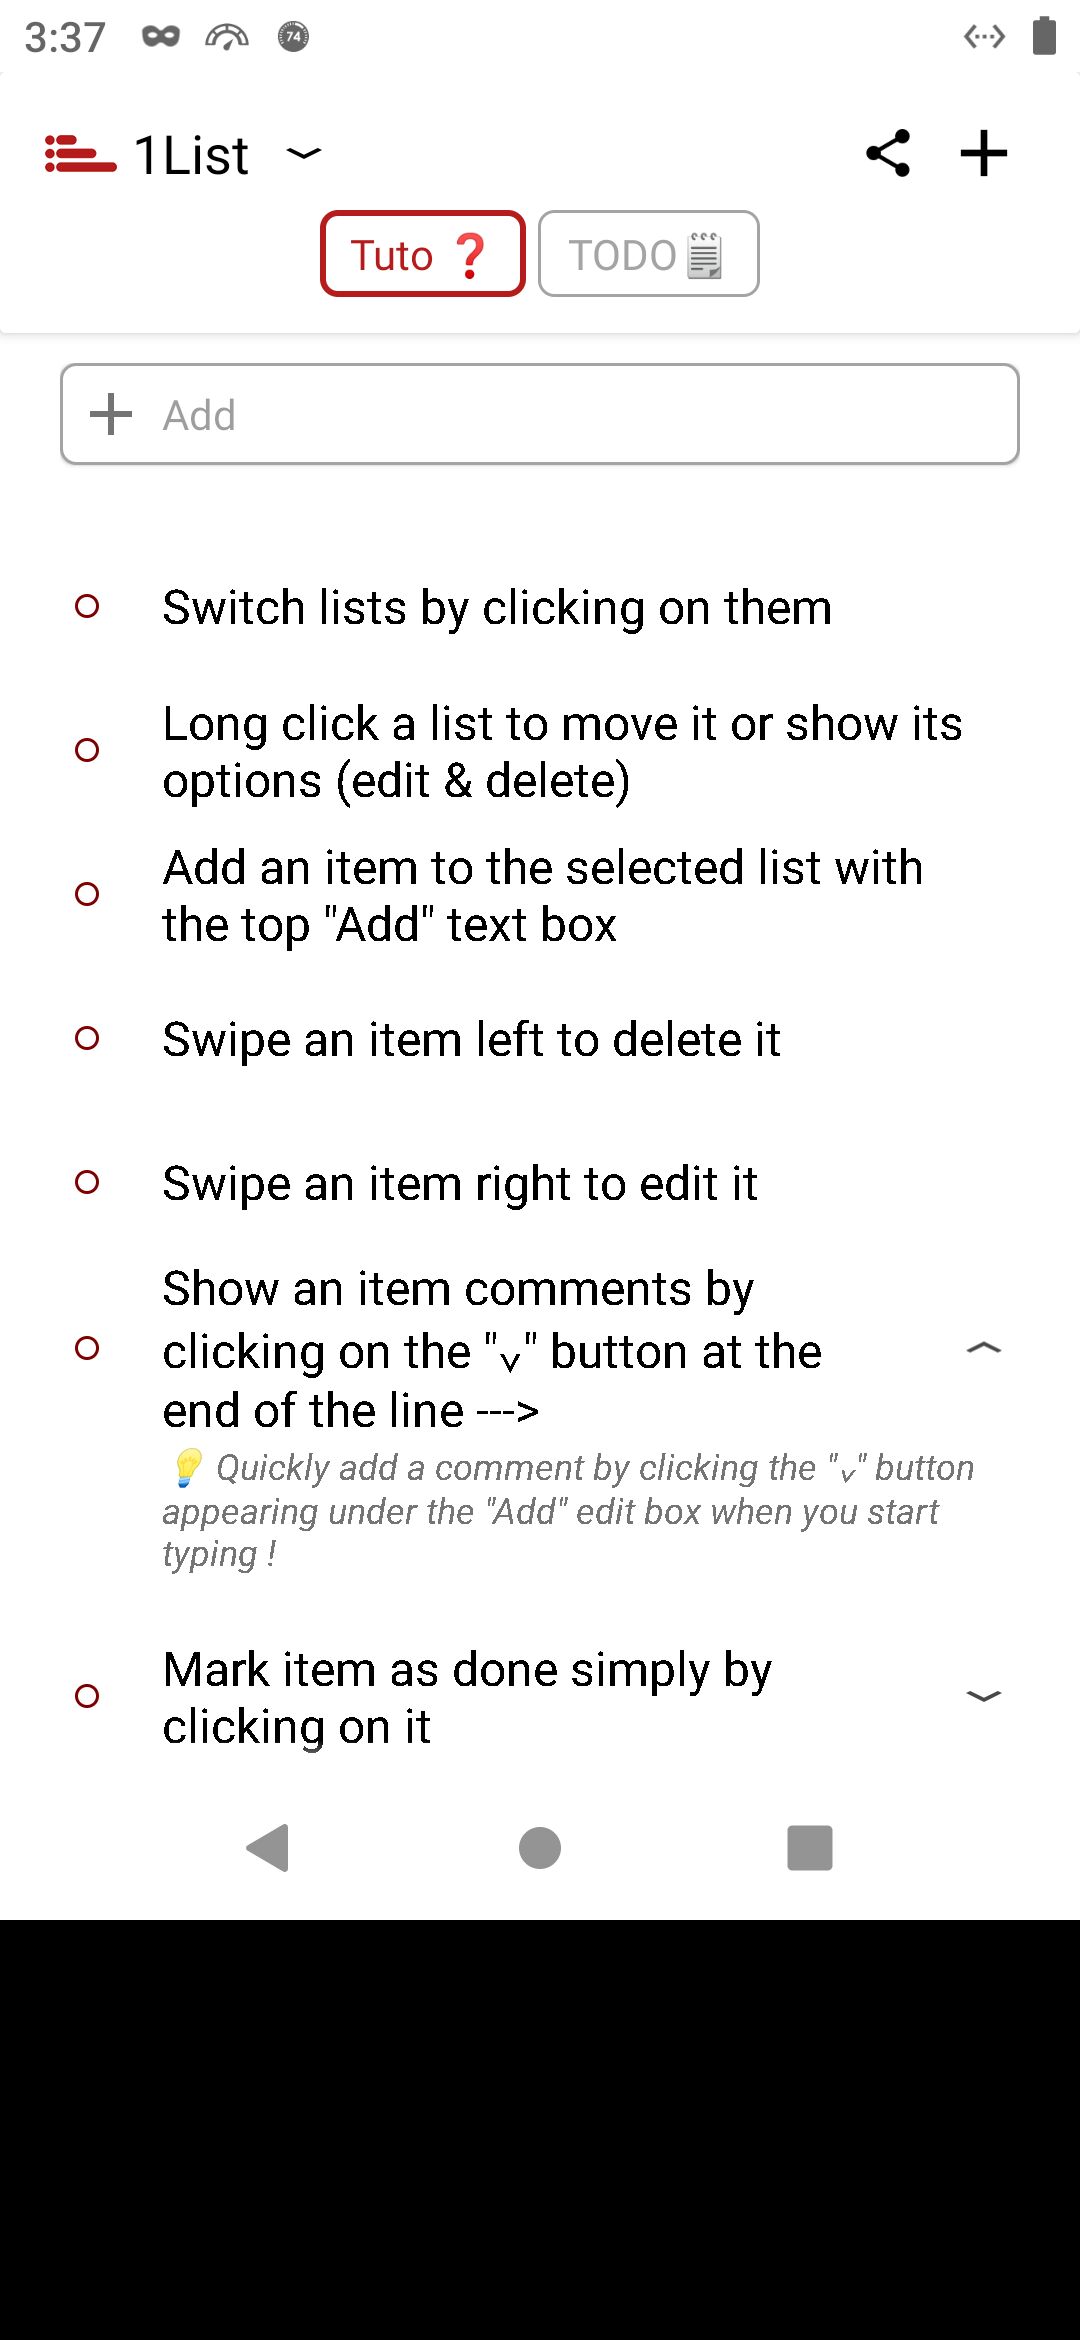 3:37
74
1List
Tuto ❓
TODO
Add
Switch lists by clicking on them
Long click a list to move it or show its
options (edit & delete)
Add an item to the selected list with
the top "Add" text box
Swipe an item left to delete it
Swipe an item right to edit it
Show an item comments by
clicking on the "˅" button at the
end of the line --->
💡 Quickly add a comment by clicking the "˅" button
appearing under the "Add" edit box when you start
typing !
Mark item as done simply by
clicking on it